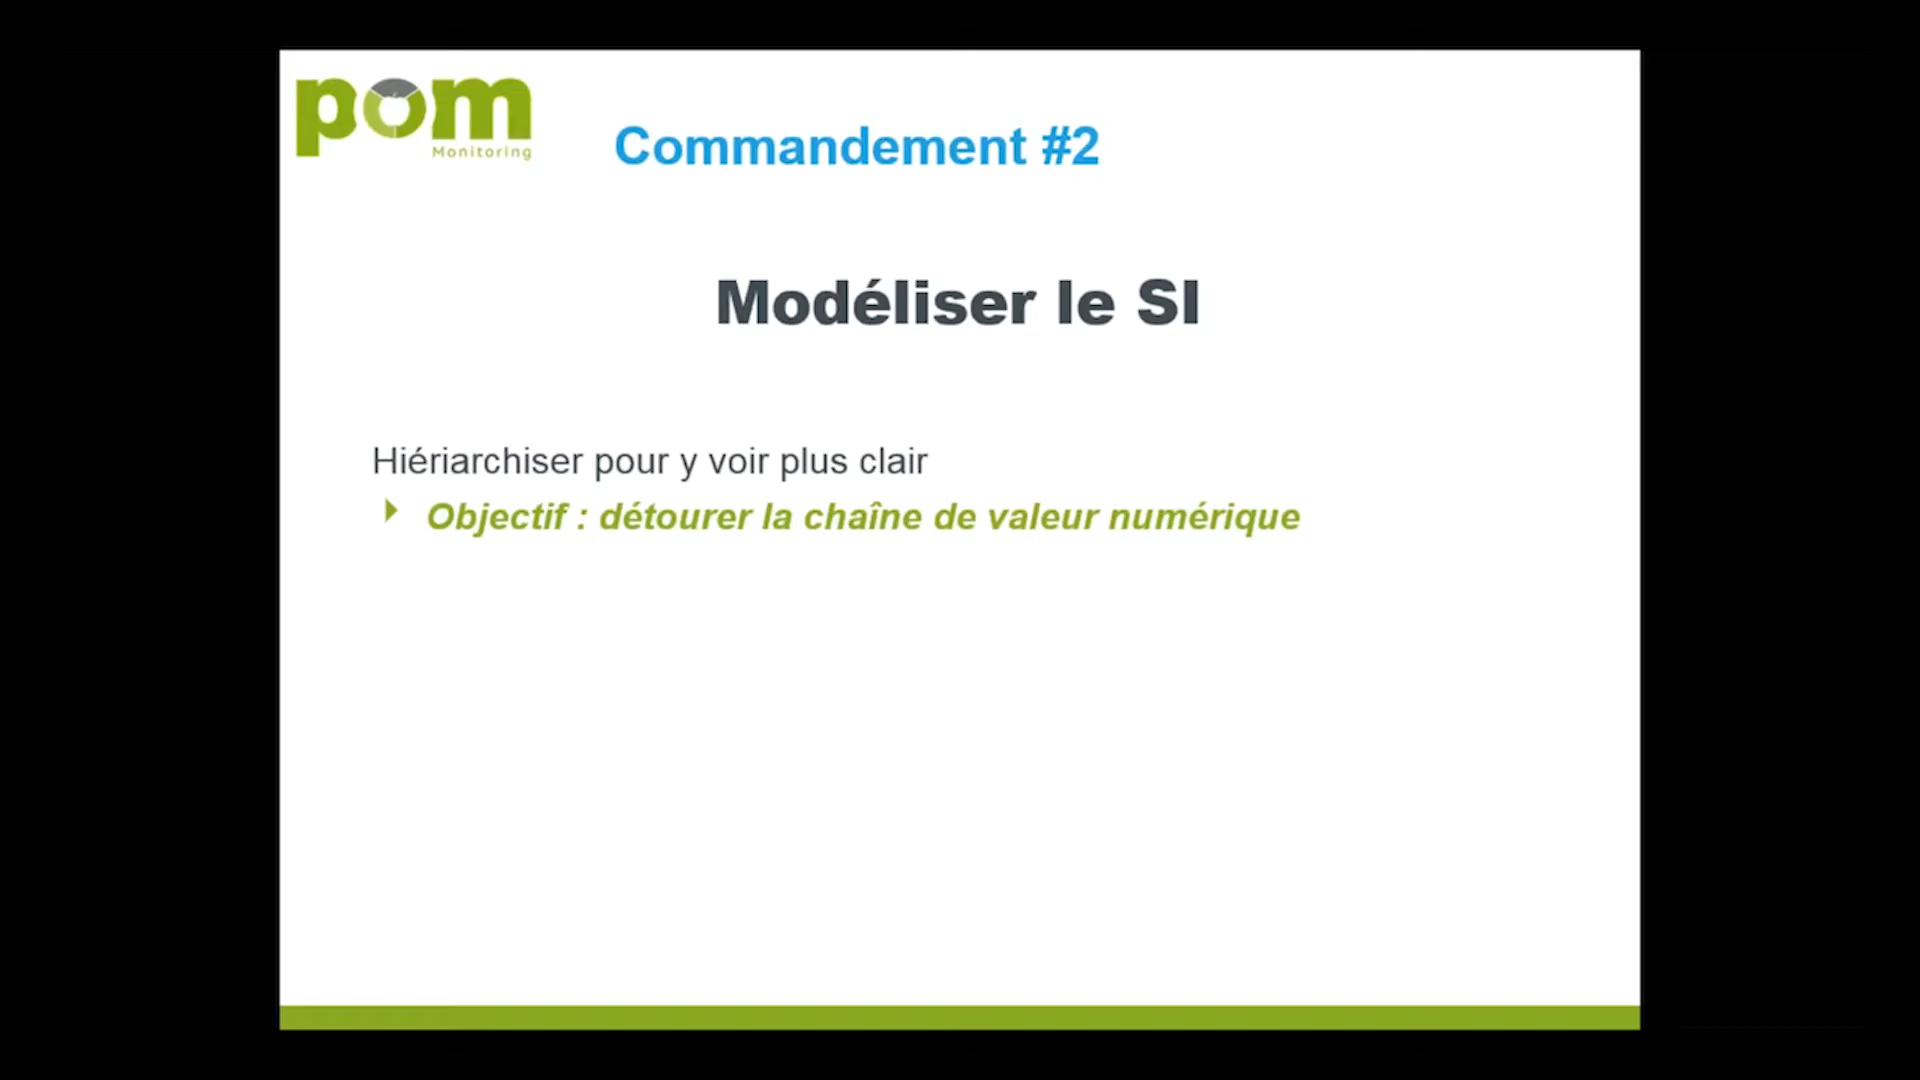 pom
Monitoring
Commandement #2
Modéliser le SI
Hiériarchiser pour y voir plus clair
Objectif : détourer la chaîne de valeur numérique